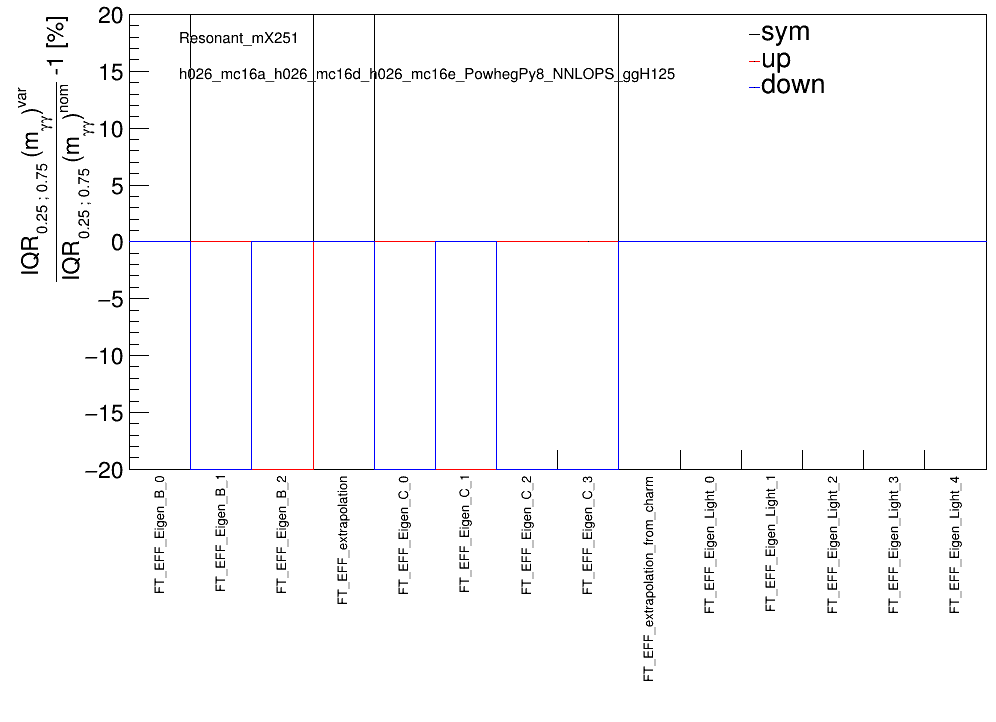 IQR0.25 ; 0.75 (mγγ)var
IQR0.25 ; 0.75 (mγγ)nom -1 [%]
20
15
10
5
0
−5
−10
−15
−20
Resonant_mX251
h026_mc16a_h026_mc16d_h026_mc16e_PowhegPy8_NNLOPS_ggH125
sym
up
down
FT_EFF_Eigen_B_0
FT_EFF_Eigen_B_1
FT_EFF_Eigen_B_2
FT_EFF_extrapolation
FT_EFF_Eigen_C_0
FT_EFF_Eigen_C_1
FT_EFF_Eigen_C_2
FT_EFF_Eigen_C_3
FT_EFF_extrapolation_from_charm
FT_EFF_Eigen_Light_0
FT_EFF_Eigen_Light_1
FT_EFF_Eigen_Light_2
FT_EFF_Eigen_Light_3
FT_EFF_Eigen_Light_4